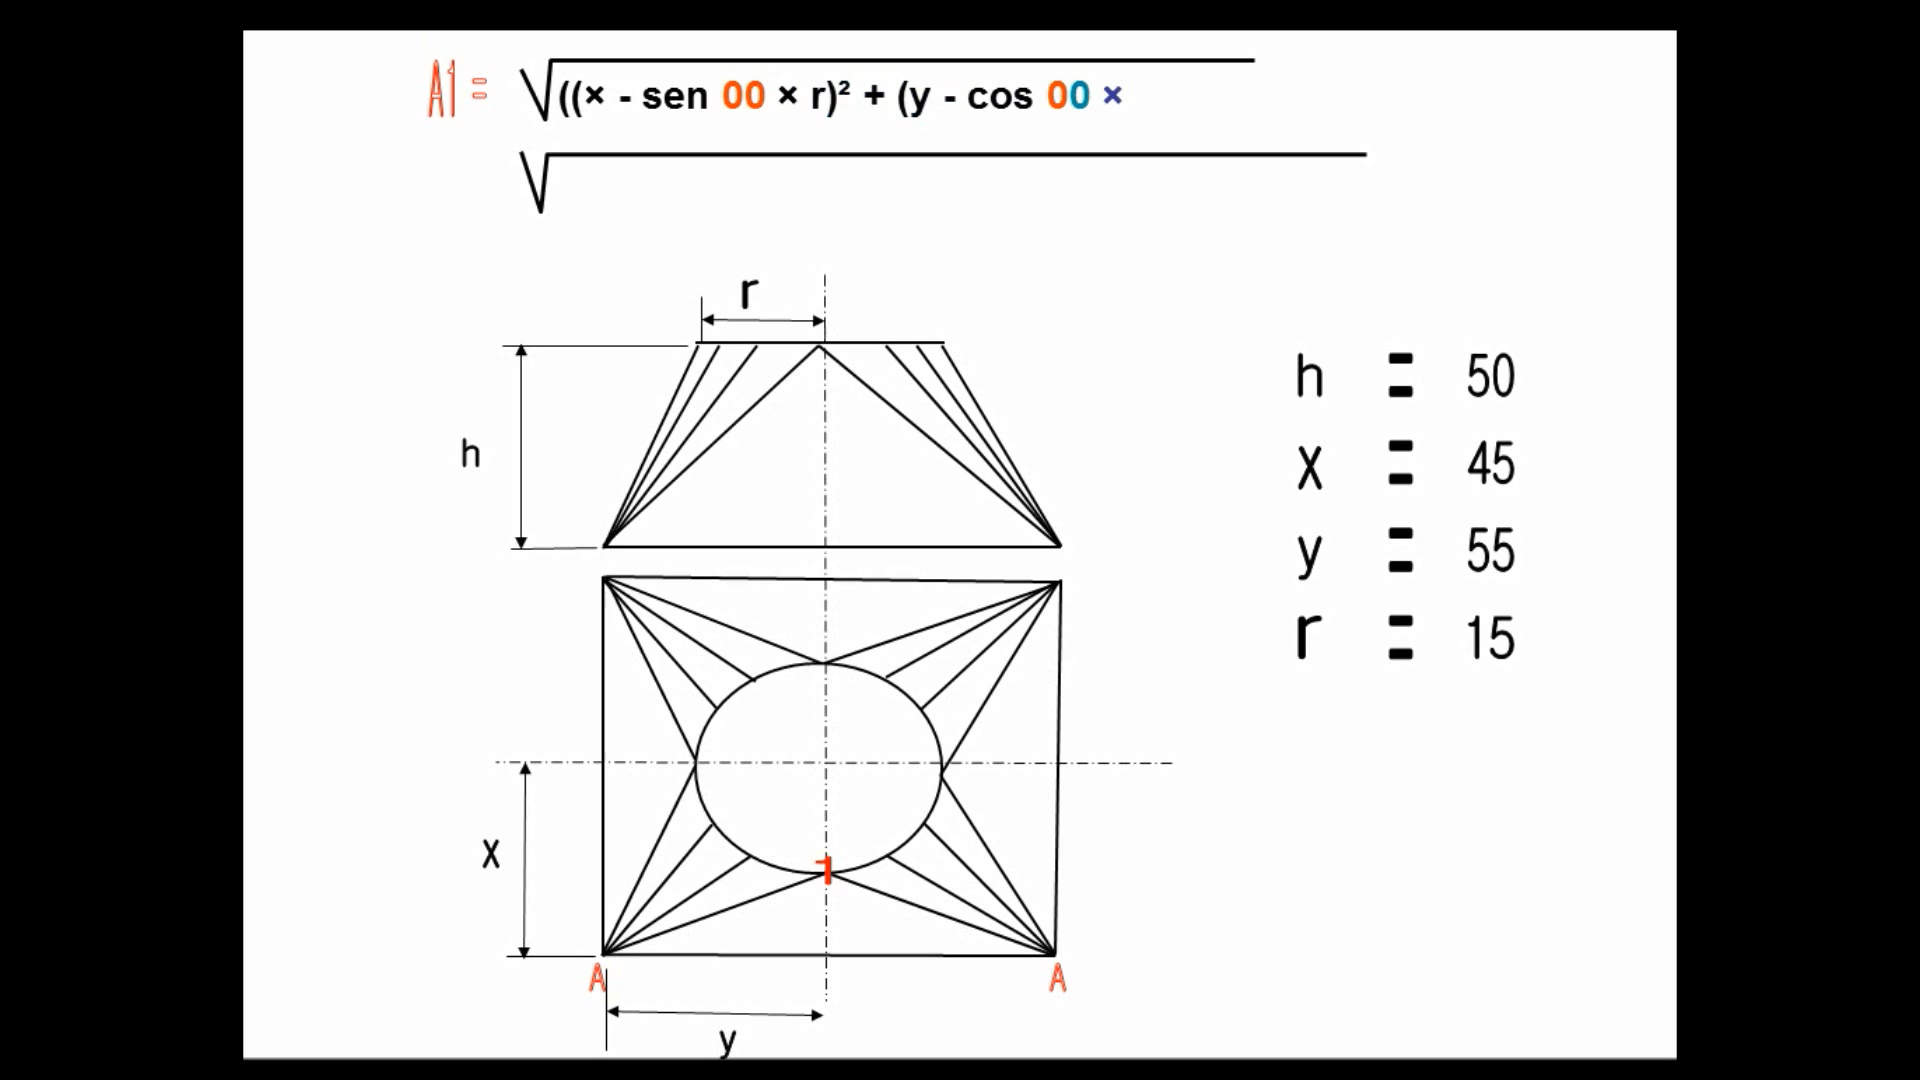 A1 = √((x - sen 00 × r)² + (y - cos 00 ×
√
r
h
h = 50
x = 45
y = 55
r = 15
x
1
A A
y